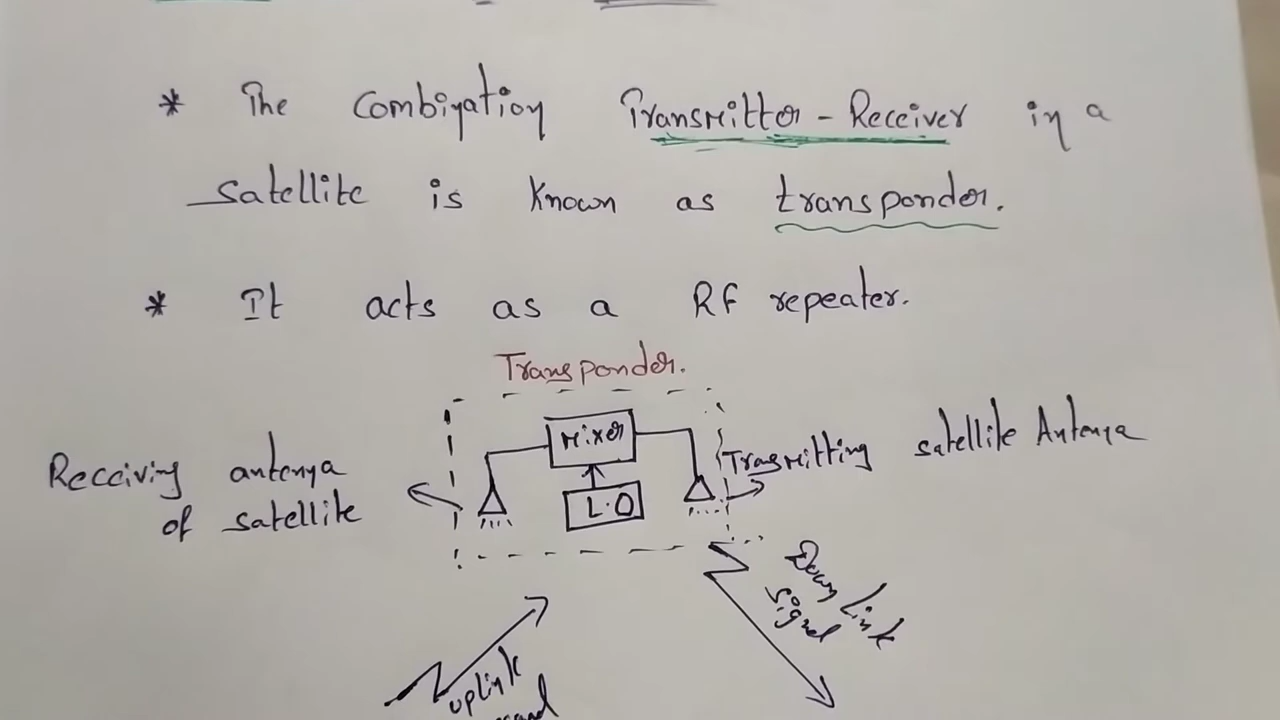 * The Combination Transmitter - Receiver in a
satellite is known as transponder.
* It acts as a RF repeater.
Transponder.
Mixer
L.O
Receiving antenna
of satellite
Trasmitting satellite Antenna
Down link
signal
uplink